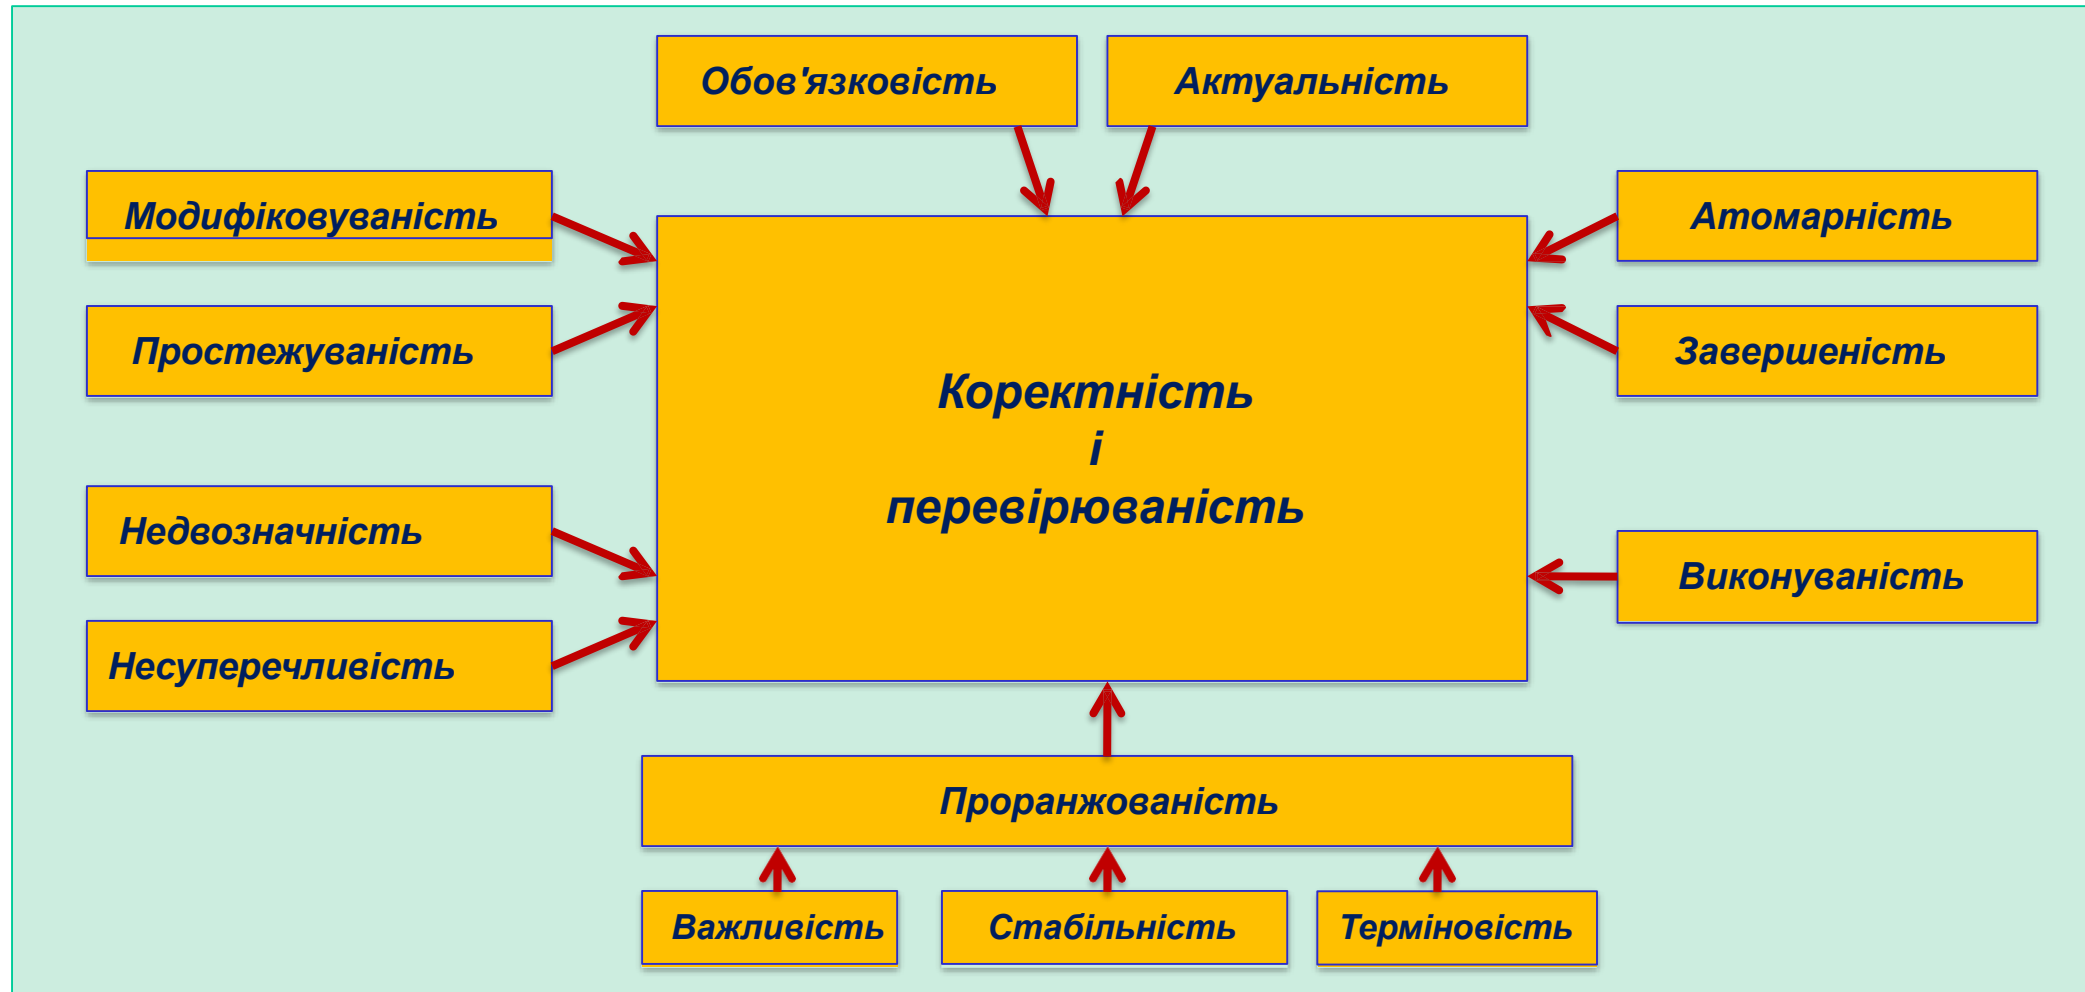 Обов'язковість
Актуальність
Модифіковуваність
Атомарність
Простежуваність
Завершеність
Коректність
і
перевірюваність
Недвозначність
Виконуваність
Несуперечливість
Проранжованість
Важливість
Стабільність
Терміновість